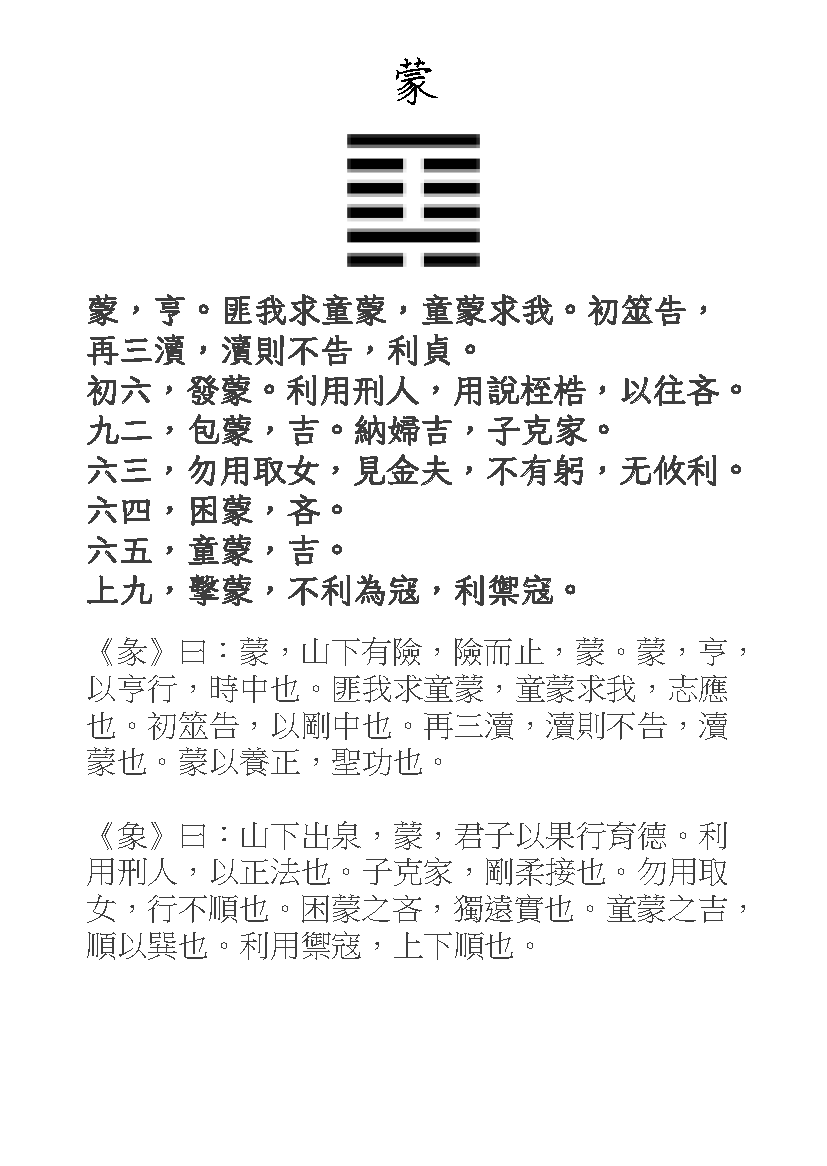 蒙
蒙，亨。匪我求童蒙，童蒙求我。初筮告，
再三瀆，瀆則不告，利貞。
初六，發蒙。利用刑人，用說桎梏，以往吝。
九二，包蒙，吉。納婦吉，子克家。
六三，勿用取女，見金夫，不有躬，无攸利。
六四，困蒙，吝。
六五，童蒙，吉。
上九，擊蒙，不利為寇，利禦寇。
《彖》曰：蒙，山下有險，險而止，蒙。蒙，亨，
以亨行，時中也。匪我求童蒙，童蒙求我，志應
也。初筮告，以剛中也。再三瀆，瀆則不告，瀆
蒙也。蒙以養正，聖功也。
《象》曰：山下出泉，蒙，君子以果行育德。利
用刑人，以正法也。子克家，剛柔接也。勿用取
女，行不順也。困蒙之吝，獨遠實也。童蒙之吉，
順以巽也。利用禦寇，上下順也。